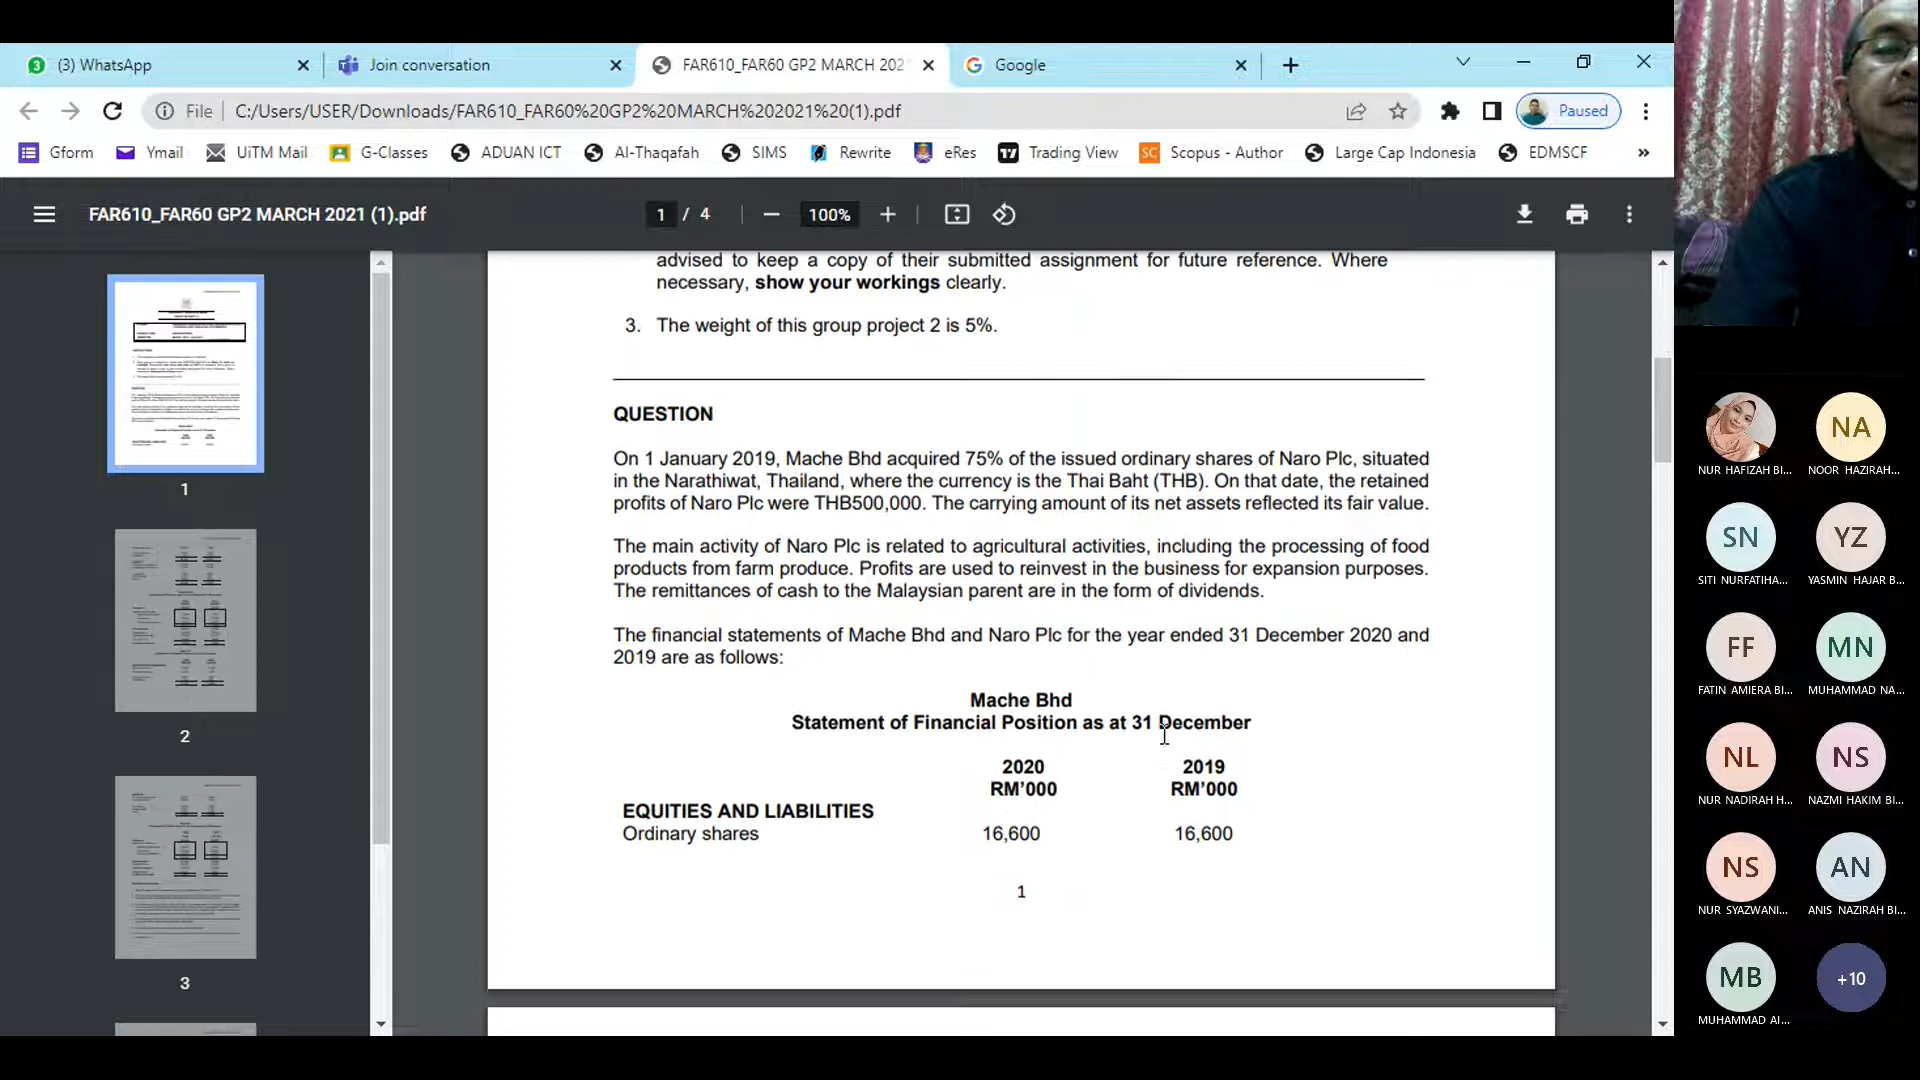 3 (3) WhatsApp
Join conversation
FAR610_FAR60 GP2 MARCH 202
Google
File C:/Users/USER/Downloads/FAR610_FAR60%20GP2%20MARCH%202021%20(1).pdf
Paused
Gform Ymail UiTM Mail G-Classes ADUAN ICT Al-Thaqafah SIMS Rewrite eRes Trading View SC Scopus - Author Large Cap Indonesia EDMSCF »
FAR610_FAR60 GP2 MARCH 2021 (1).pdf
1 / 4
100%
1
2
3
advised to keep a copy of their submitted assignment for future reference. Where
necessary, show your workings clearly.
3. The weight of this group project 2 is 5%.
QUESTION
On 1 January 2019, Mache Bhd acquired 75% of the issued ordinary shares of Naro Plc, situated
in the Narathiwat, Thailand, where the currency is the Thai Baht (THB). On that date, the retained
profits of Naro Plc were THB500,000. The carrying amount of its net assets reflected its fair value.
The main activity of Naro Plc is related to agricultural activities, including the processing of food
products from farm produce. Profits are used to reinvest in the business for expansion purposes.
The remittances of cash to the Malaysian parent are in the form of dividends.
The financial statements of Mache Bhd and Naro Plc for the year ended 31 December 2020 and
2019 are as follows:
Mache Bhd
Statement of Financial Position as at 31 December
2020 2019
RM’000 RM’000
EQUITIES AND LIABILITIES
Ordinary shares 16,600 16,600
1
NA
NUR HAFIZAH BI... NOOR HAZIRAH...
SN YZ
SITI NURFATIHA... YASMIN HAJAR B...
FF MN
FATIN AMIERA BI... MUHAMMAD NA...
NL NS
NUR NADIRAH H... NAZMI HAKIM BI...
NS AN
NUR SYAZWANI... ANIS NAZIRAH BI...
MB +10
MUHAMMAD AI...